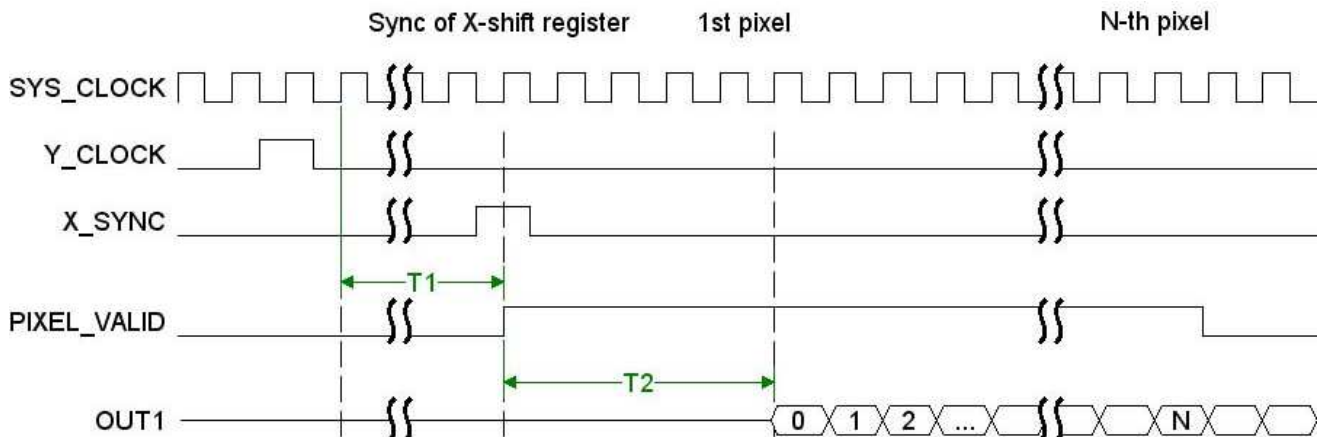 Sync of X-shift register 1st pixel N-th pixel
SYS_CLOCK
Y_CLOCK
X_SYNC
T1
PIXEL_VALID
T2
OUT1 0 1 2 ... N